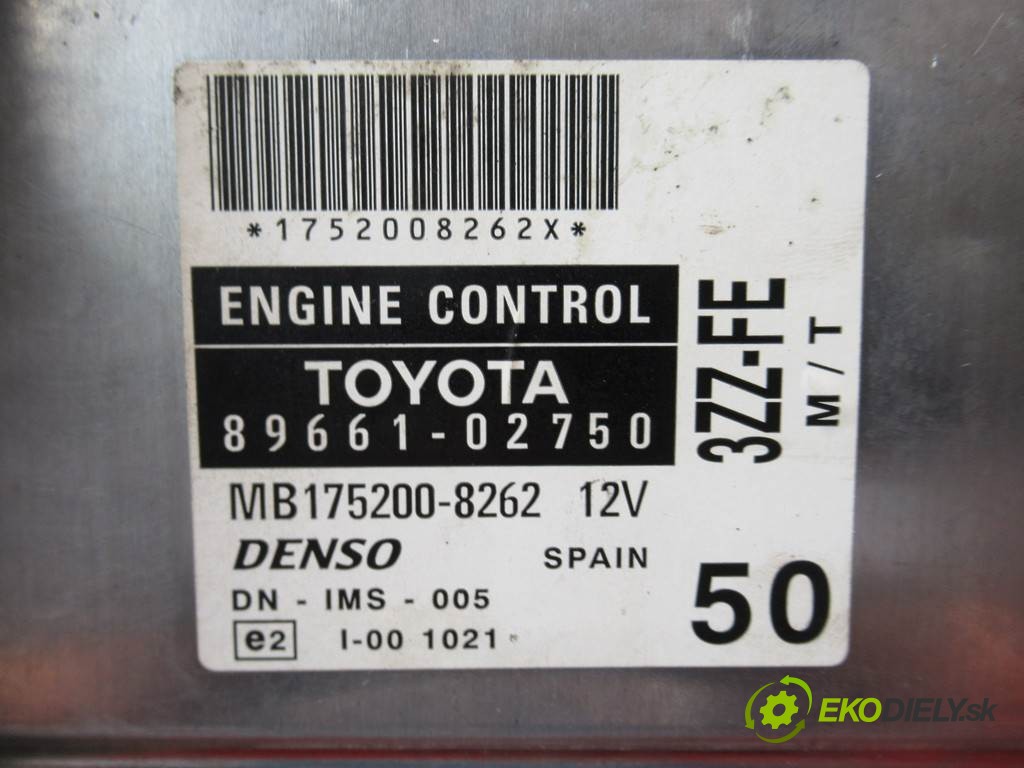 *1752008262X*
ENGINE CONTROL
TOYOTA
89661-02750
3ZZ-FE
M/T
MB175200-8262 12V
DENSO SPAIN
DN - IMS - 005
e2 I-00 1021
50
EKODIELY.sk